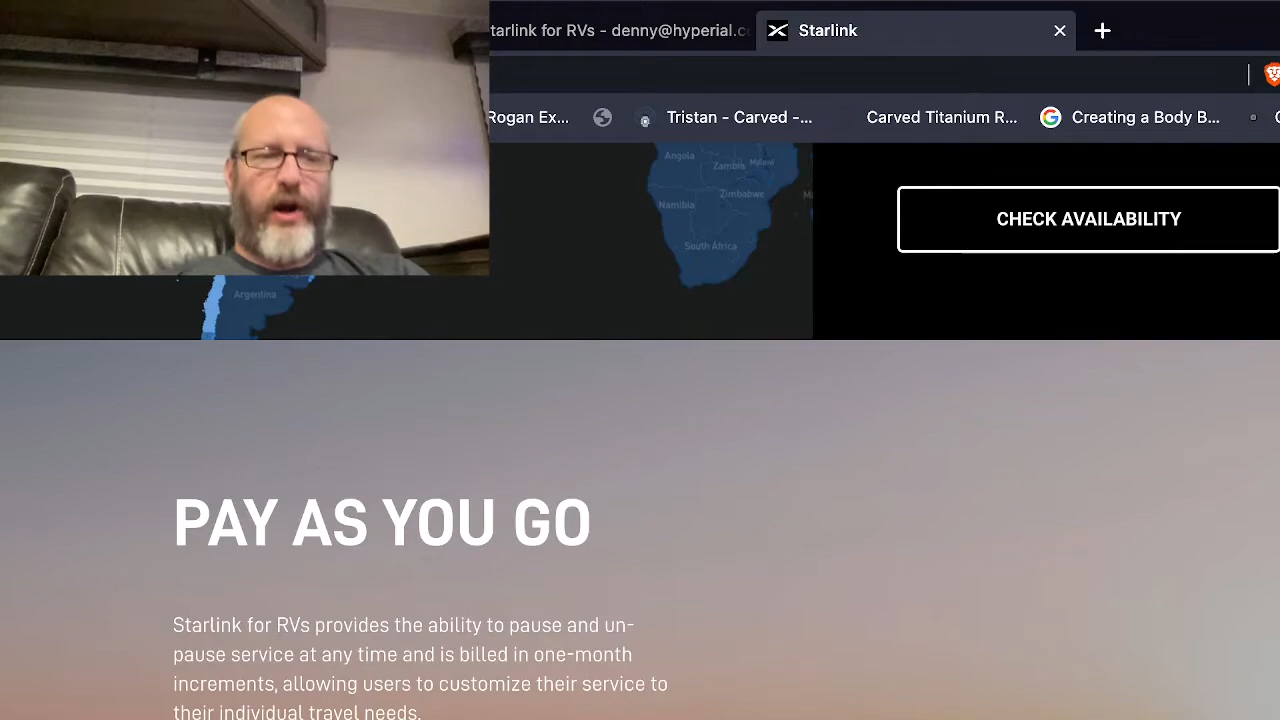 tarlink for RVs - denny@hyperial.c
Starlink
Rogan Ex...
Tristan - Carved -...
Carved Titanium R...
Creating a Body B...
Angola
Zambia
Malawi
Zimbabwe
Namibia
South Africa
CHECK AVAILABILITY
Argentina
PAY AS YOU GO
Starlink for RVs provides the ability to pause and un-
pause service at any time and is billed in one-month
increments, allowing users to customize their service to
their individual travel needs.